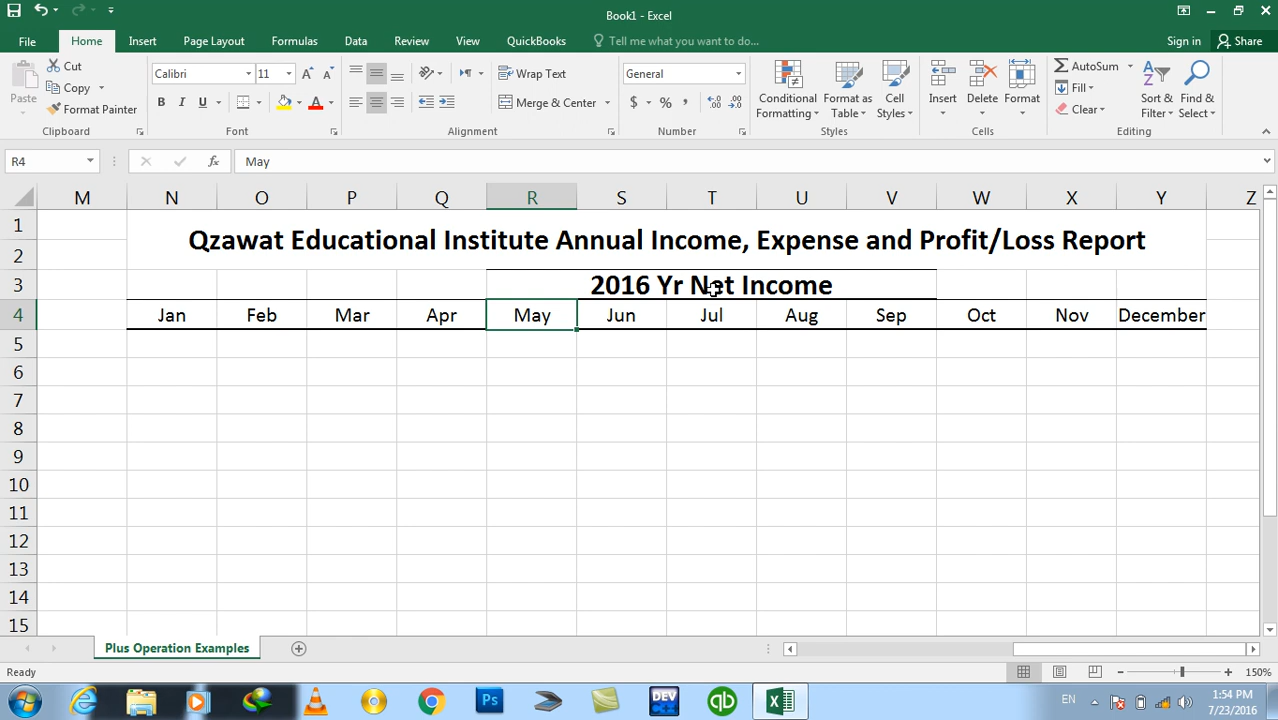 Book1 - Excel
File Home Insert Page Layout Formulas Data Review View QuickBooks Tell me what you want to do... Sign in Share
Paste Cut
Copy
Format Painter
Clipboard
Calibri 11 A A
B I U A
Font
Wrap Text
Merge & Center
Alignment
General
$ % ,
Number
Conditional Formatting
Format as Table
Cell Styles
Styles
Insert Delete Format
Cells
AutoSum
Fill
Clear
Sort & Filter
Find & Select
Editing
R4 fx May
M N O P Q R S T U V W X Y Z
1 Qzawat Educational Institute Annual Income, Expense and Profit/Loss Report
2
3 2016 Yr Net Income
4 Jan Feb Mar Apr May Jun Jul Aug Sep Oct Nov December
5
6
7
8
9
10
11
12
13
14
15
Plus Operation Examples
Ready 150%
Ps DEV C++ qb EN 1:54 PM
7/23/2016